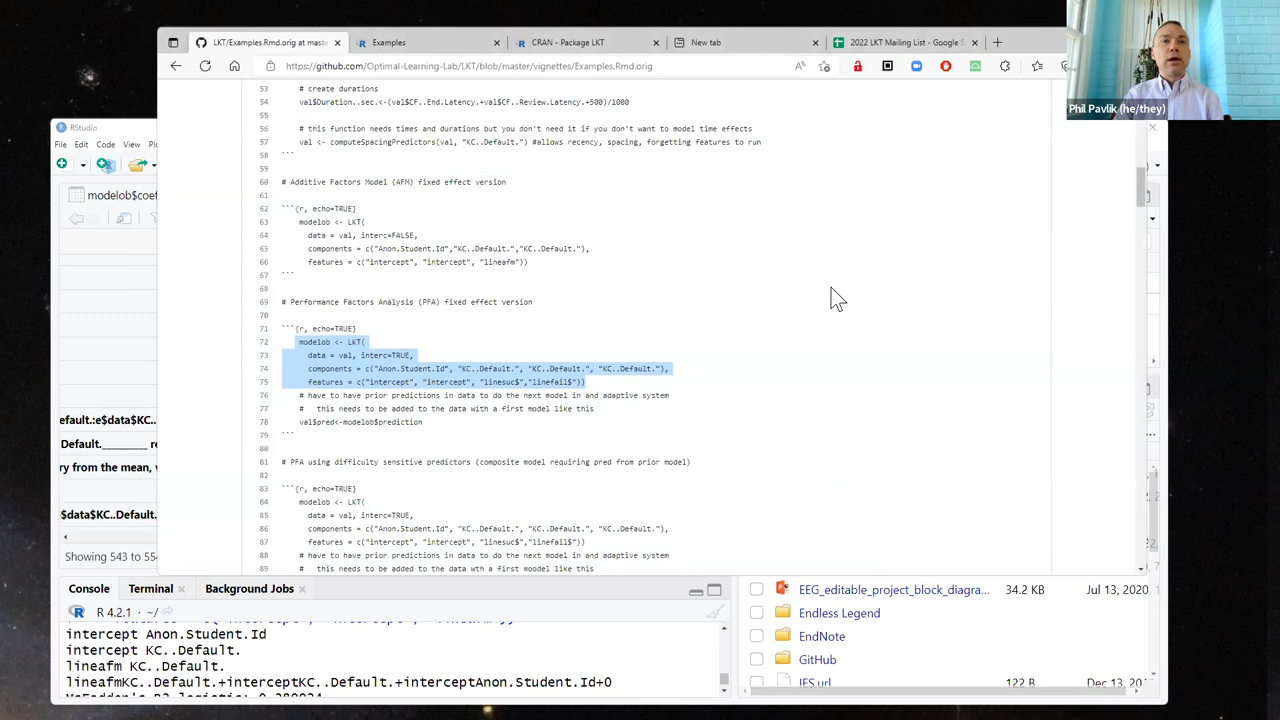 LKT/Examples.Rmd.orig at maste
Examples
CRAN - Package LKT
New tab
2022 LKT Mailing List - Google S
https://github.com/Optimal-Learning-Lab/LKT/blob/master/vignettes/Examples.Rmd.orig
Phil Pavlik (he/they)
RStudio
File Edit Code View Plo
modelob$coef
53 # create durations
54 val$Duration..sec.<-(val$CF..End.Latency.+val$CF..Review.Latency.+500)/1000
55
56 # this function needs times and durations but you don't need it if you don't want to model time effects
57 val <- computeSpacingPredictors(val, "KC..Default.") #allows recency, spacing, forgetting features to run
58 ```
59
60 # Additive Factors Model (AFM) fixed effect version
61
62 ```{r, echo=TRUE}
63 modelob <- LKT(
64 data = val, interc=FALSE,
65 components = c("Anon.Student.Id","KC..Default.","KC..Default."),
66 features = c("intercept", "intercept", "lineafm"))
67 ```
68
69 # Performance Factors Analysis (PFA) fixed effect version
70
71 ```{r, echo=TRUE}
72 modelob <- LKT(
73 data = val, interc=TRUE,
74 components = c("Anon.Student.Id", "KC..Default.", "KC..Default.", "KC..Default."),
75 features = c("intercept", "intercept", "linesuc$","linefail$"))
76 # have to have prior predictions in data to do the next model in and adaptive system
77 # this needs to be added to the data wth a first model like this
78 val$pred<-modelob$prediction
79 ```
80
81 # PFA using difficulty sensitive predictors (composite model requiring pred from prior model)
82
83 ```{r, echo=TRUE}
84 modelob <- LKT(
85 data = val, interc=TRUE,
86 components = c("Anon.Student.Id", "KC..Default.", "KC..Default.", "KC..Default."),
87 features = c("intercept", "intercept", "linesuc$","linefail$"))
88 # have to have prior predictions in data to do the next model in and adaptive system
89 # this needs to be added to the data wth a first model like this
efault.:e$data$KC..
Default._________ re
ry from the mean, v
$data$KC..Default.
Showing 543 to 554
Console Terminal Background Jobs
R 4.2.1 · ~/
intercept Anon.Student.Id
intercept KC..Default.
lineafm KC..Default.
lineafmKC..Default.+interceptKC..Default.+interceptAnon.Student.Id+0
EEG_editable_project_block_diagra... 34.2 KB Jul 13, 2020,
Endless Legend
EndNote
GitHub
IES.url 122 B Dec 13, 201